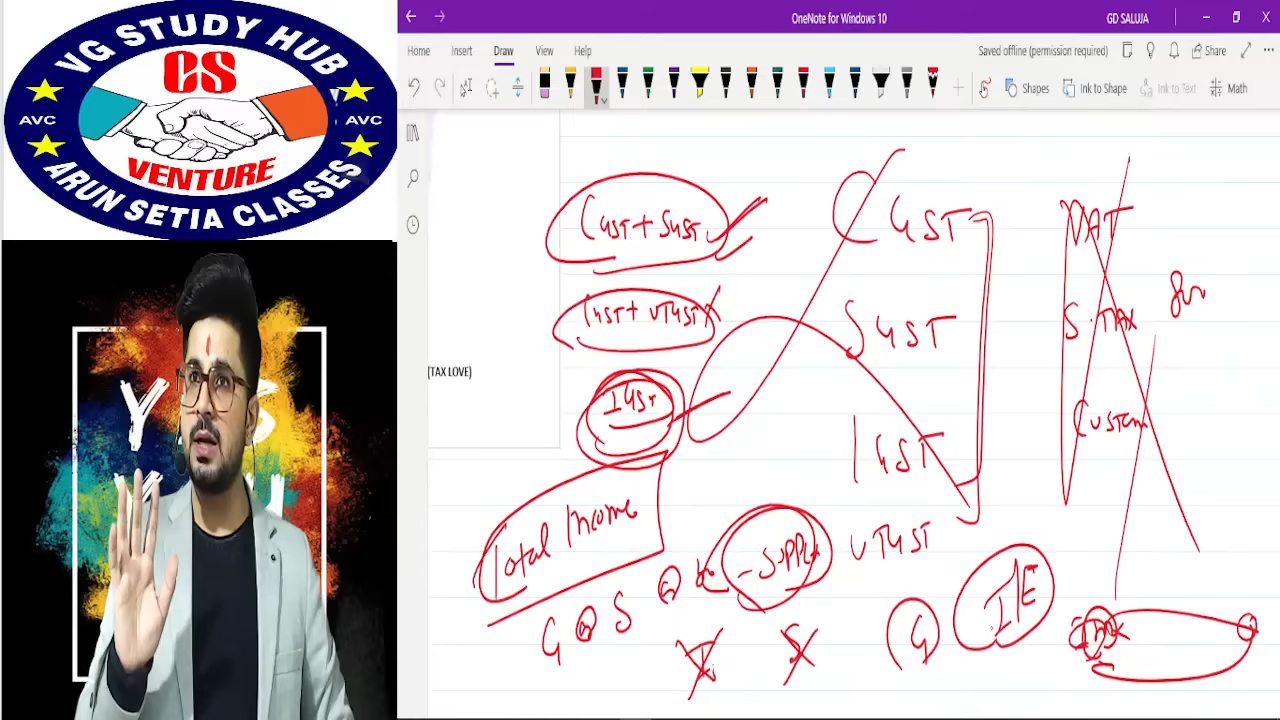 VG STUDY HUB
CS
AVC AVC
VENTURE
ARUN SETIA CLASSES
OneNote for Windows 10
GD SALUJA
Home Insert Draw View Help
Saved offline (permission required)
Share
Shapes
Ink to Shape
Ink to Text
Math
(TAX LOVE)
CGST + SGST
CGST + UTGST X
IGST
Total Income
CGST
SGST
IGST
UTGST
VAT
S. TAX
Custom
G or S
SUPPLY
G
I/E